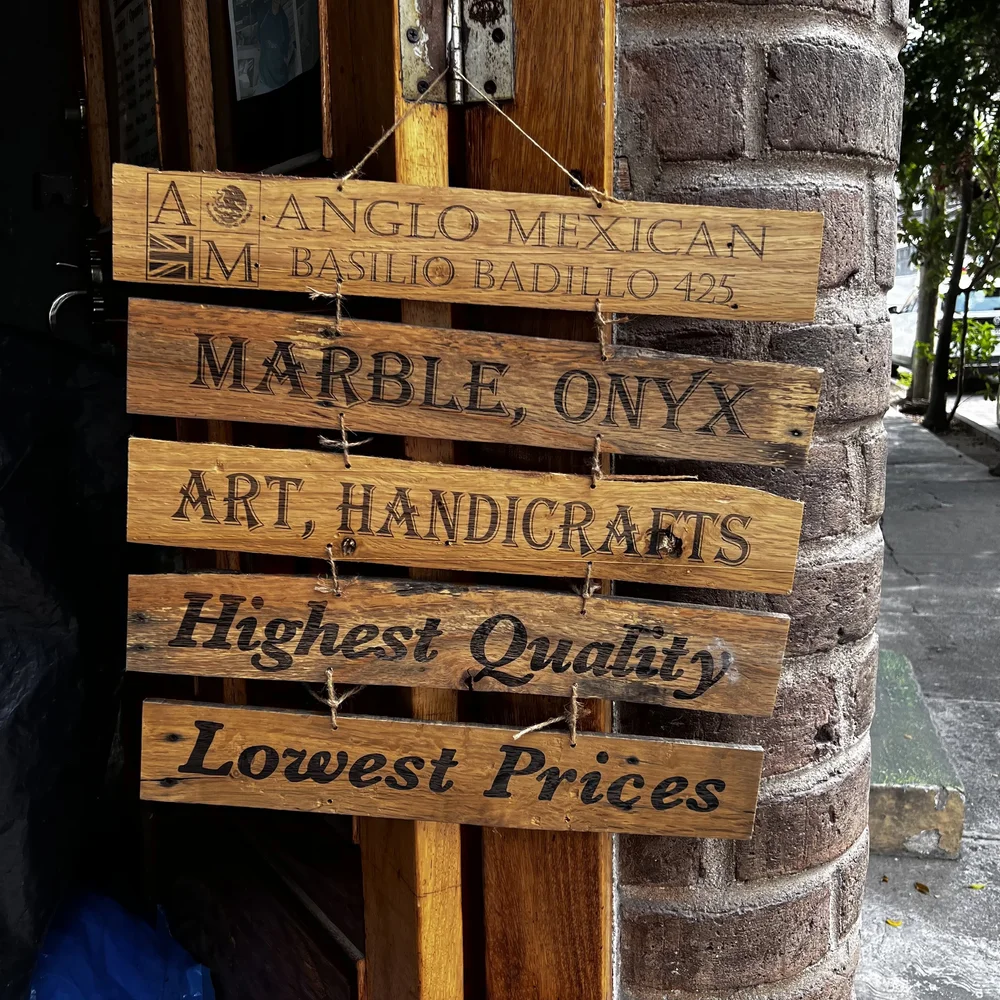 A
M
ANGLO MEXICAN
BASILIO BADILLO 425
MARBLE, ONYX
ART, HANDICRAFTS
Highest Quality
Lowest Prices